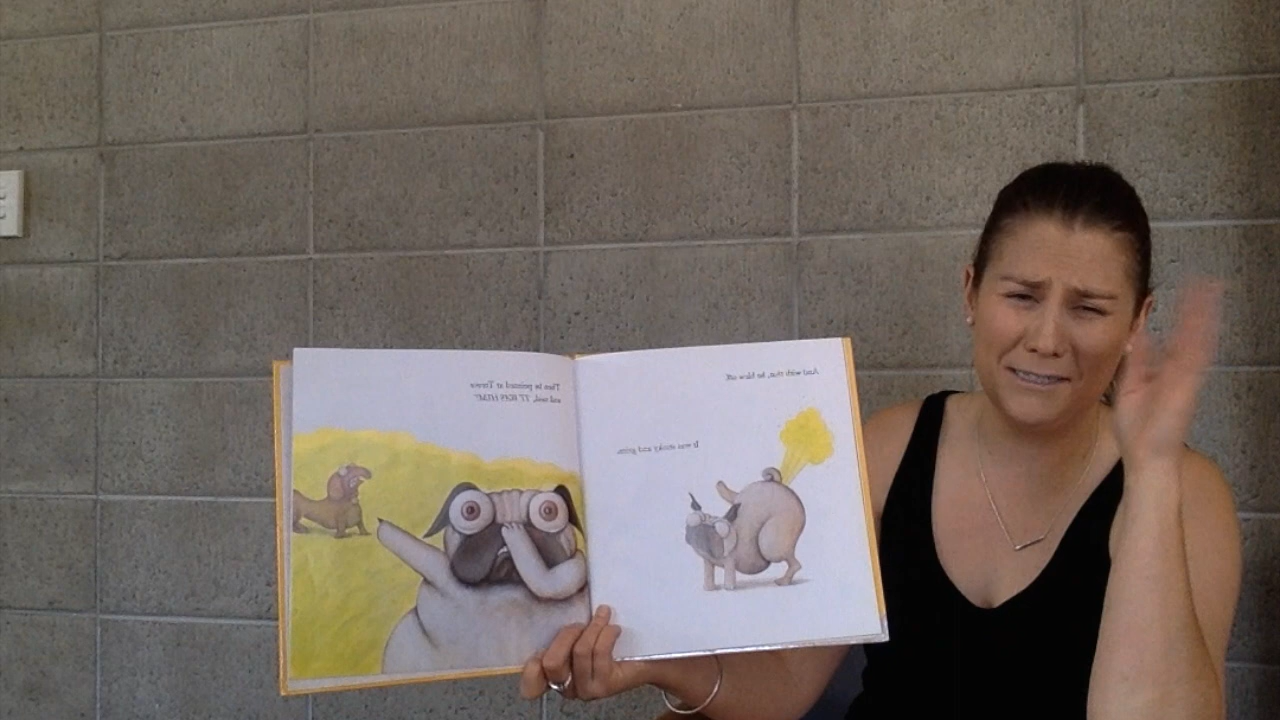 And with that, he blew off!
It was stinky and grim.
Then he pointed at Trevor
and said, 'IT WAS HIM!'